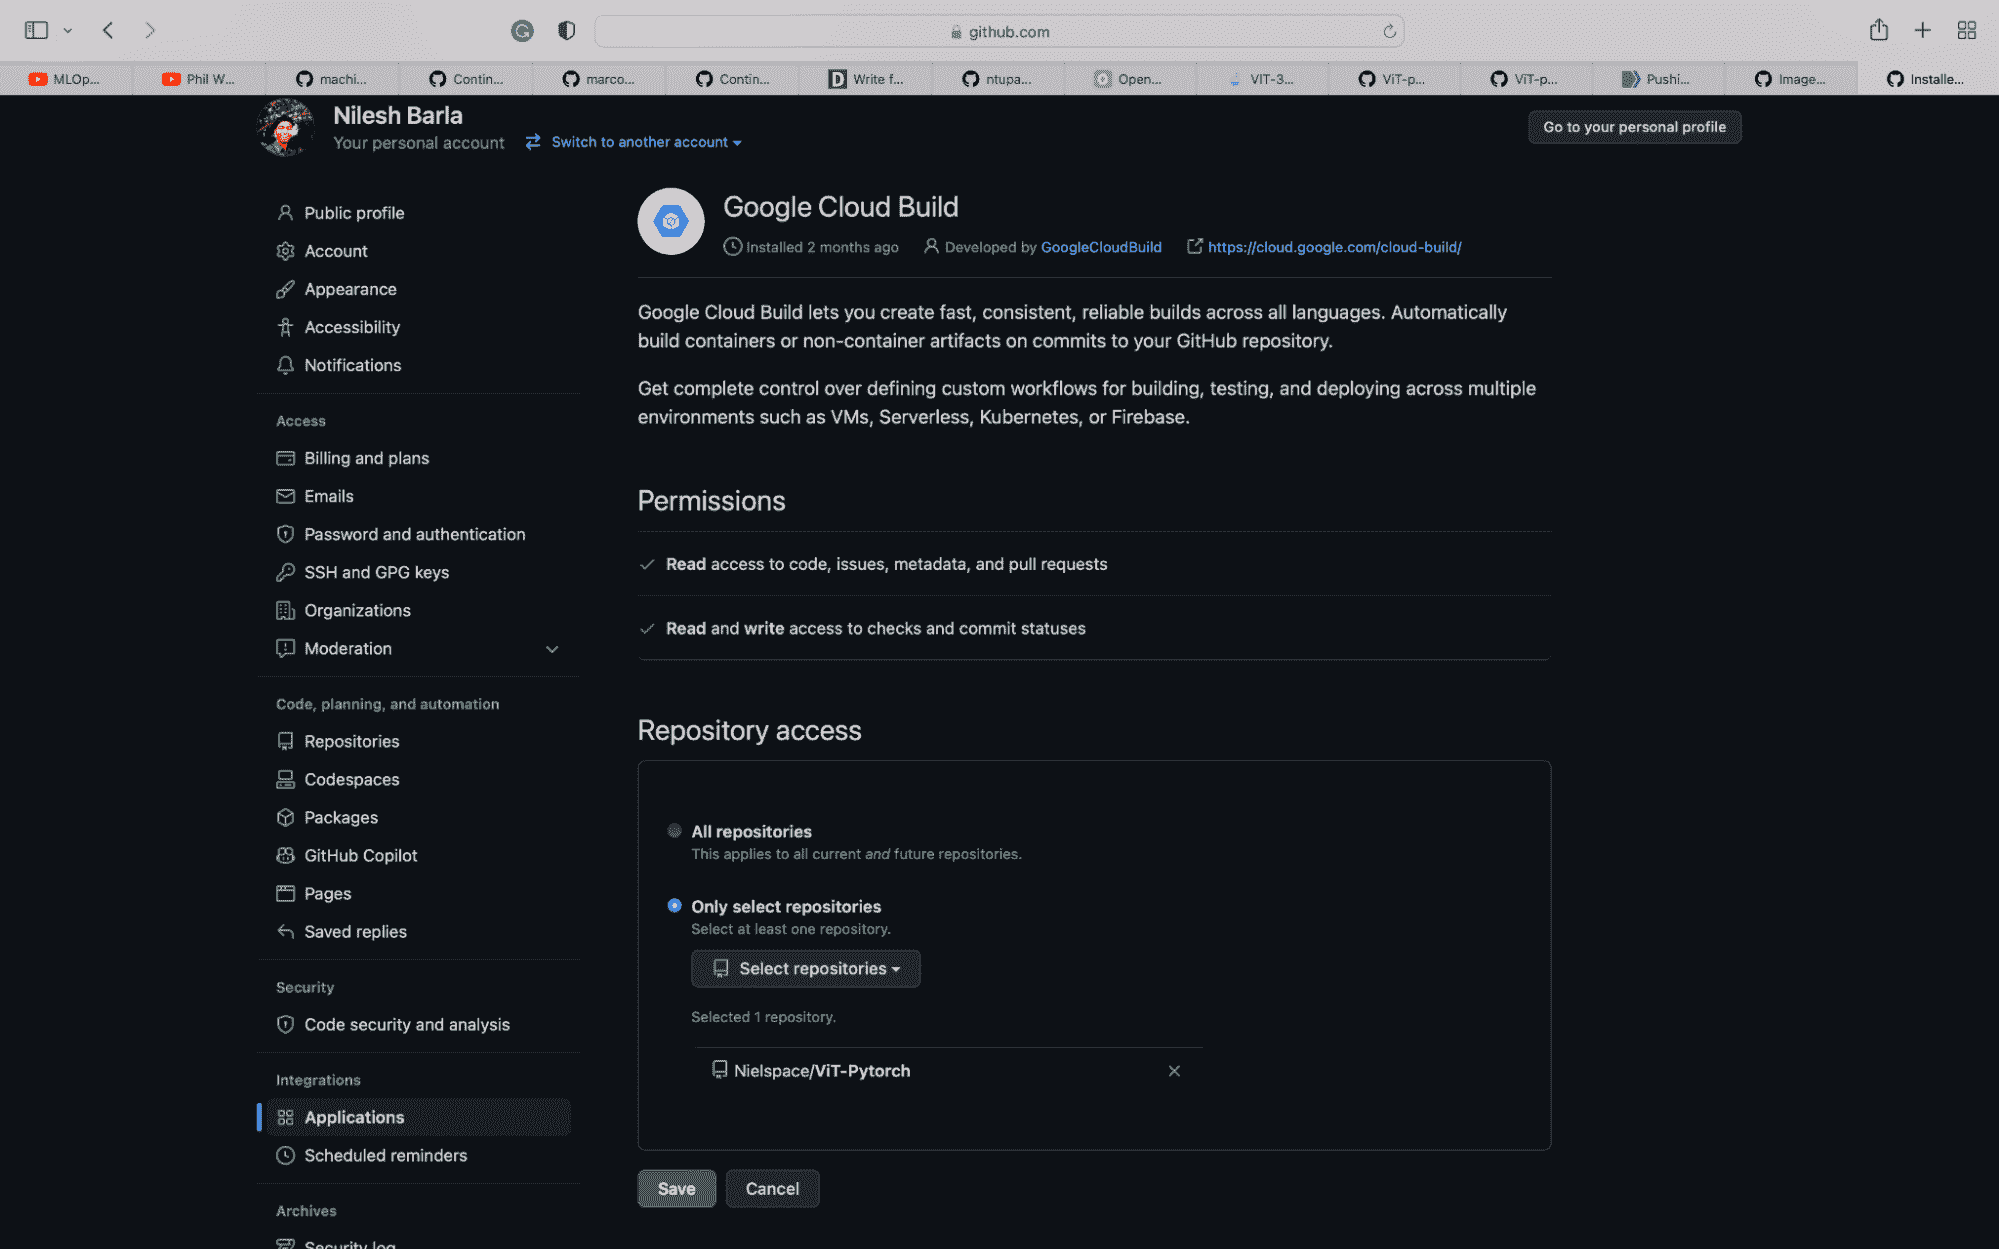 github.com
MLOp...
Phil W...
machi...
Contin...
marco...
Contin...
Write f...
ntupa...
Open...
VIT-3...
ViT-p...
ViT-p...
Pushi...
Image...
Installe...
Nilesh Barla
Your personal account
Switch to another account
Go to your personal profile
Public profile
Account
Appearance
Accessibility
Notifications
Access
Billing and plans
Emails
Password and authentication
SSH and GPG keys
Organizations
Moderation
Code, planning, and automation
Repositories
Codespaces
Packages
GitHub Copilot
Pages
Saved replies
Security
Code security and analysis
Integrations
Applications
Scheduled reminders
Archives
Security log
Google Cloud Build
Installed 2 months ago
Developed by GoogleCloudBuild
https://cloud.google.com/cloud-build/
Google Cloud Build lets you create fast, consistent, reliable builds across all languages. Automatically
build containers or non-container artifacts on commits to your GitHub repository.
Get complete control over defining custom workflows for building, testing, and deploying across multiple
environments such as VMs, Serverless, Kubernetes, or Firebase.
Permissions
Read access to code, issues, metadata, and pull requests
Read and write access to checks and commit statuses
Repository access
All repositories
This applies to all current and future repositories.
Only select repositories
Select at least one repository.
Select repositories
Selected 1 repository.
Nielspace/ViT-Pytorch
Save
Cancel